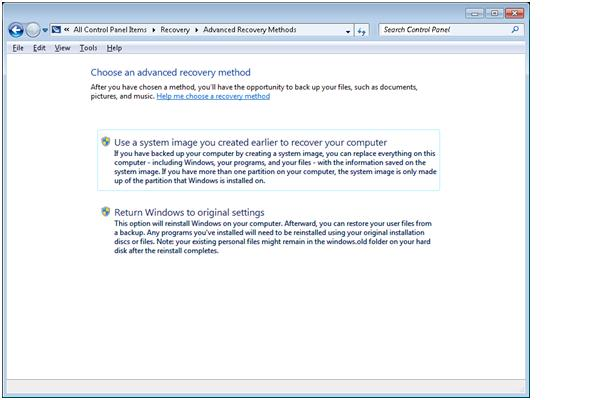 « All Control Panel Items ▸ Recovery ▸ Advanced Recovery Methods
Search Control Panel
File Edit View Tools Help
Choose an advanced recovery method
After you have chosen a method, you'll have the opportunity to back up your files, such as documents,
pictures, and music. Help me choose a recovery method
Use a system image you created earlier to recover your computer
If you have backed up your computer by creating a system image, you can replace everything on this
computer - including Windows, your programs, and your files - with the information saved on the
system image. If you have more than one partition on your computer, the system image is only made
up of the partition that Windows is installed on.
Return Windows to original settings
This option will reinstall Windows on your computer. Afterward, you can restore your user files from
a backup. Any programs you've installed will need to be reinstalled using your original installation
discs or files. Note: your existing personal files might remain in the windows.old folder on your hard
disk after the reinstall completes.